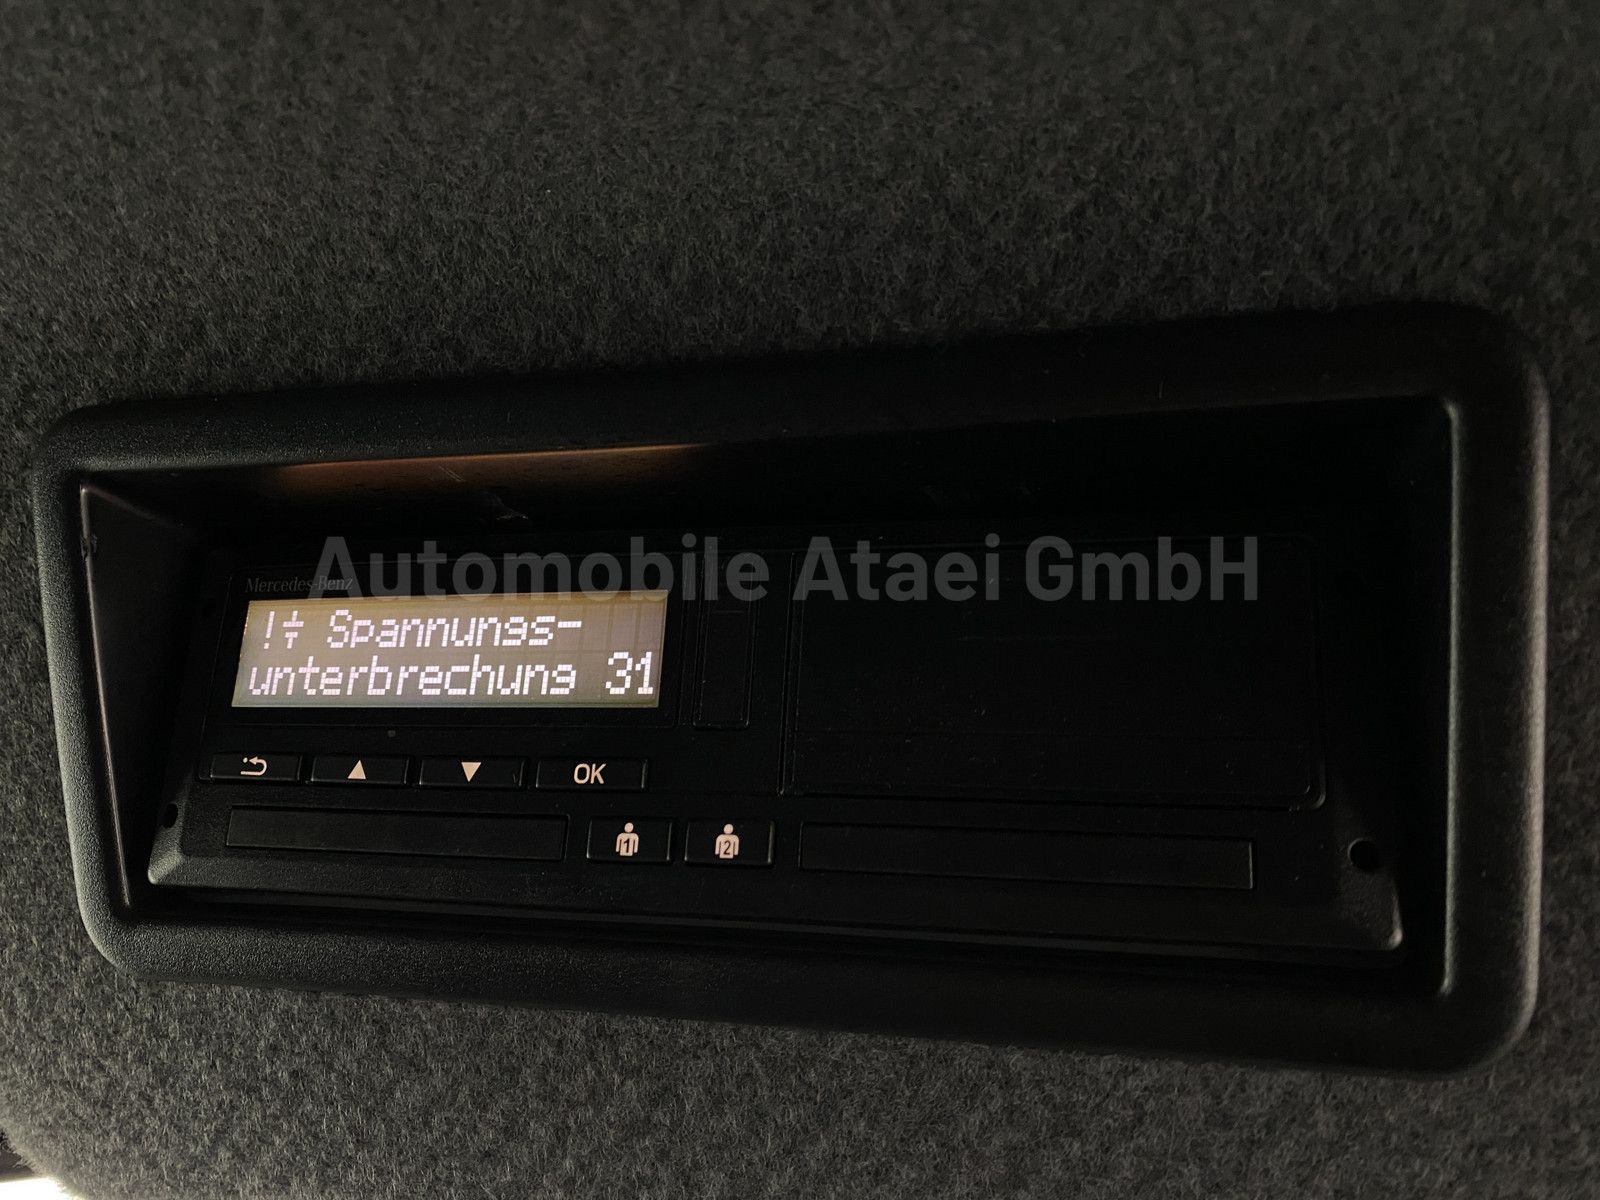 Automobile Ataei GmbH
Mercedes-Benz
!⨪ Spannungs-
unterbrechung 31
OK
1 2